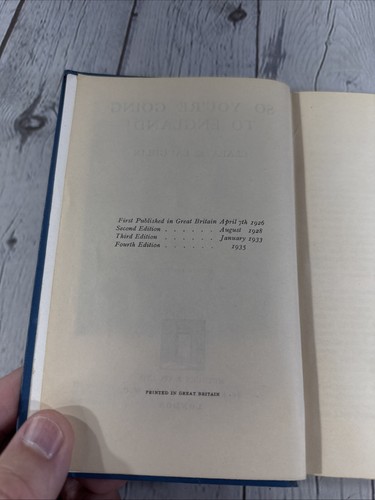 First Published in Great Britain April 7th 1926
Second Edition . . . . . . August 1926
Third Edition . . . . . . January 1933
Fourth Edition . . . . . . 1935
PRINTED IN GREAT BRITAIN